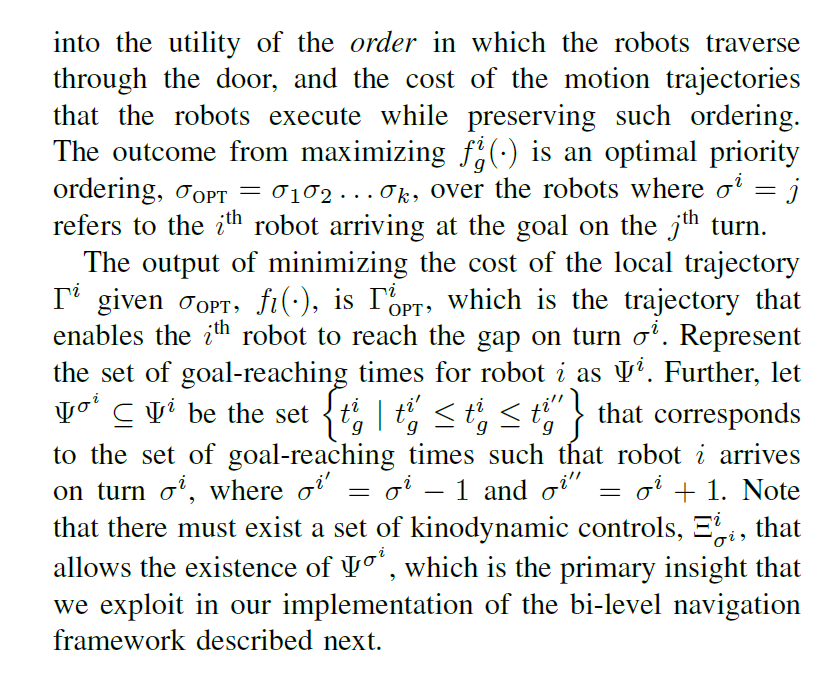 into the utility of the order in which the robots traverse
through the door, and the cost of the motion trajectories
that the robots execute while preserving such ordering.
The outcome from maximizing $f_g^i(\cdot)$ is an optimal priority
ordering, $\sigma_{\text{OPT}} = \sigma_1\sigma_2 \ldots \sigma_k$, over the robots where $\sigma^i = j$
refers to the $i^{\text{th}}$ robot arriving at the goal on the $j^{\text{th}}$ turn.
The output of minimizing the cost of the local trajectory
$\Gamma^i$ given $\sigma_{\text{OPT}}$, $f_l(\cdot)$, is $\Gamma^i_{\text{OPT}}$, which is the trajectory that
enables the $i^{\text{th}}$ robot to reach the gap on turn $\sigma^i$. Represent
the set of goal-reaching times for robot $i$ as $\Psi^i$. Further, let
$\Psi^{\sigma^i} \subseteq \Psi^i$ be the set $\left\{t_g^i \mid t_g^{i'} \leq t_g^i \leq t_g^{i''}\right\}$ that corresponds
to the set of goal-reaching times such that robot $i$ arrives
on turn $\sigma^i$, where $\sigma^{i'} = \sigma^i - 1$ and $\sigma^{i''} = \sigma^i + 1$. Note
that there must exist a set of kinodynamic controls, $\Xi^i_{\sigma^i}$, that
allows the existence of $\Psi^{\sigma^i}$, which is the primary insight that
we exploit in our implementation of the bi-level navigation
framework described next.